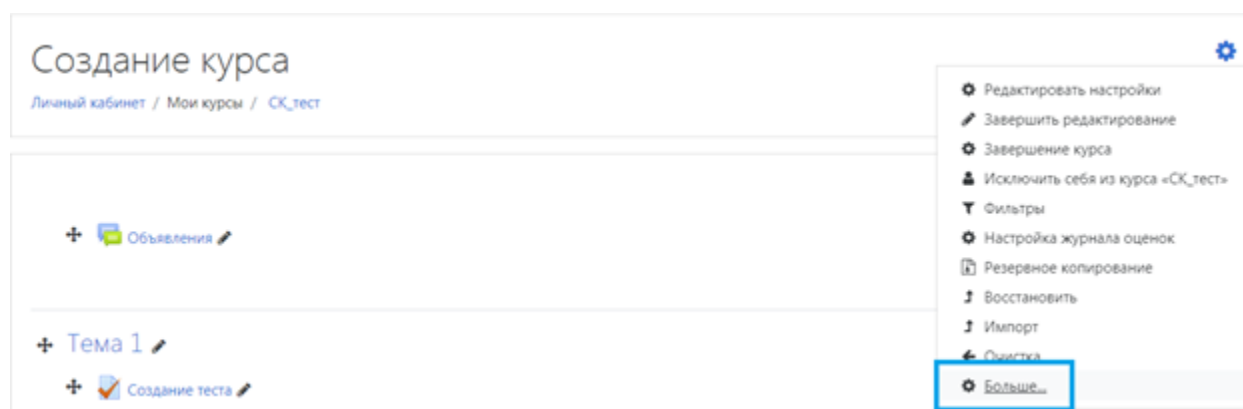 Создание курса
Личный кабинет / Мои курсы / СК_тест
Редактировать настройки
Завершить редактирование
Завершение курса
Исключить себя из курса «СК_тест»
Фильтры
Настройка журнала оценок
Резервное копирование
Восстановить
Импорт
Очистка
Больше...
Объявления
Тема 1
Создание теста